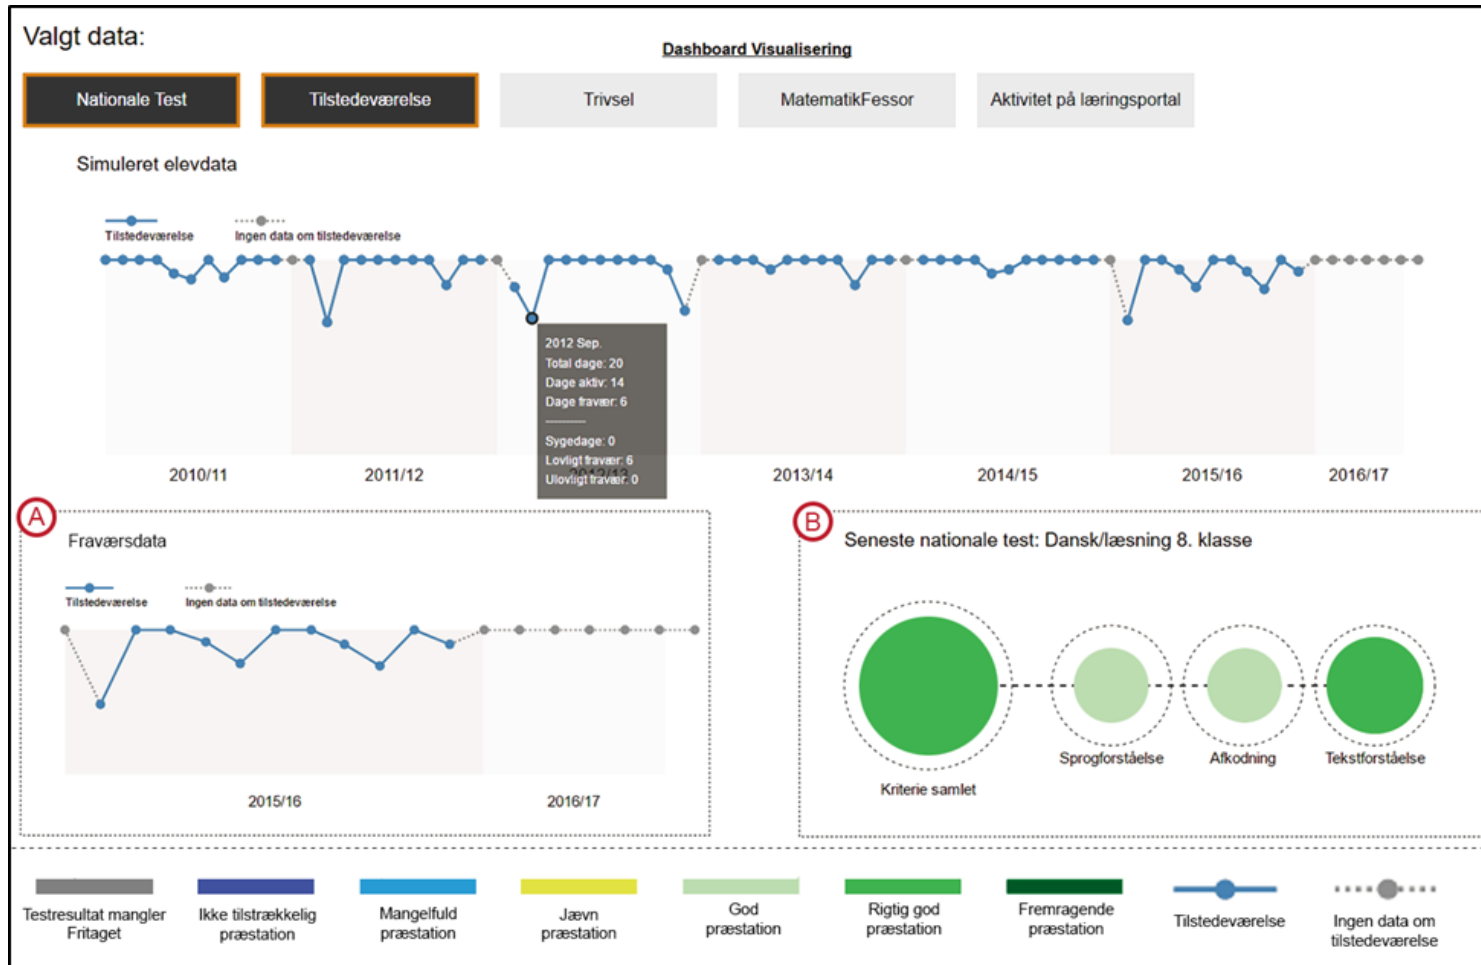 Valgt data:
Dashboard Visualisering
Nationale Test
Tilstedeværelse
Trivsel
MatematikFessor
Aktivitet på læringsportal
Simuleret elevdata
Tilstedeværelse
Ingen data om tilstedeværelse
2012 Sep.
Total dage: 20
Dage aktiv: 14
Dage fravær: 6
Sygedage: 0
Lovligt fravær: 6
Ulovligt fravær: 0
2010/11
2011/12
2012/13
2013/14
2014/15
2015/16
2016/17
A
Fraværsdata
Tilstedeværelse
Ingen data om tilstedeværelse
2015/16
2016/17
B
Seneste nationale test: Dansk/læsning 8. klasse
Kriterie samlet
Sprogforståelse
Afkodning
Tekstforståelse
Testresultat mangler
Fritaget
Ikke tilstrækkelig
præstation
Mangelfuld
præstation
Jævn
præstation
God
præstation
Rigtig god
præstation
Fremragende
præstation
Tilstedeværelse
Ingen data om
tilstedeværelse